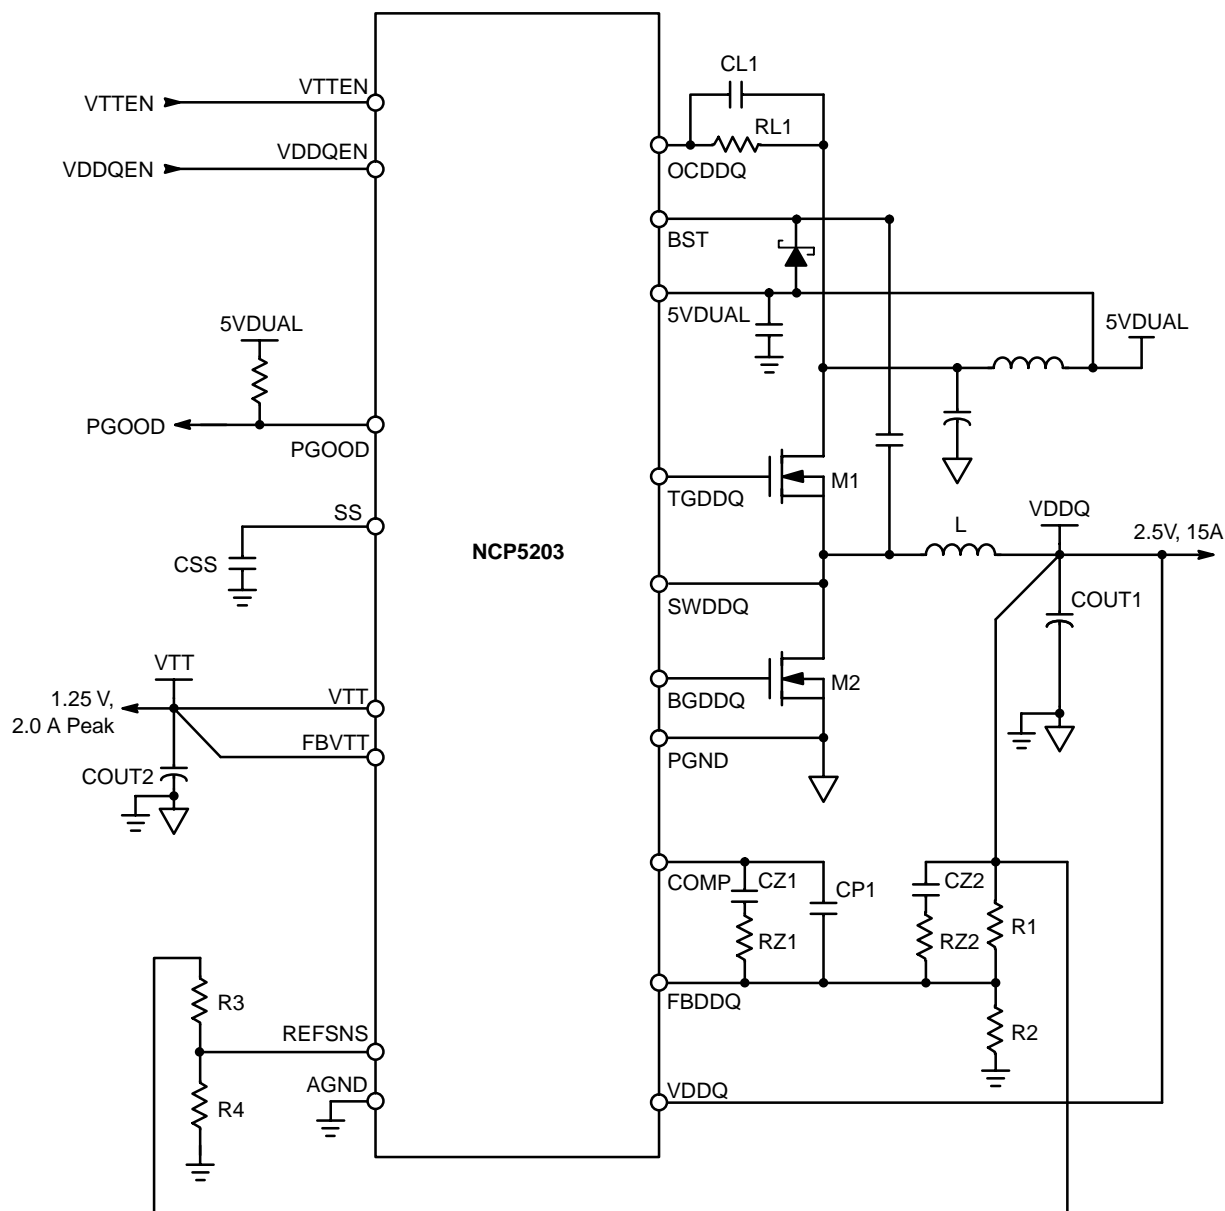 CL1
VTTEN
VTTEN
RL1
VDDQEN
VDDQEN
OCDDQ
BST
5VDUAL
5VDUAL
5VDUAL
PGOOD
PGOOD
TGDDQ
M1
SS
VDDQ
L
2.5V, 15A
NCP5203
CSS
SWDDQ
COUT1
VTT
1.25 V,
2.0 A Peak
VTT
BGDDQ
M2
FBVTT
PGND
COUT2
COMP
CZ1
CP1
CZ2
R1
RZ1
RZ2
FBDDQ
R3
REFSNS
R2
AGND
VDDQ
R4